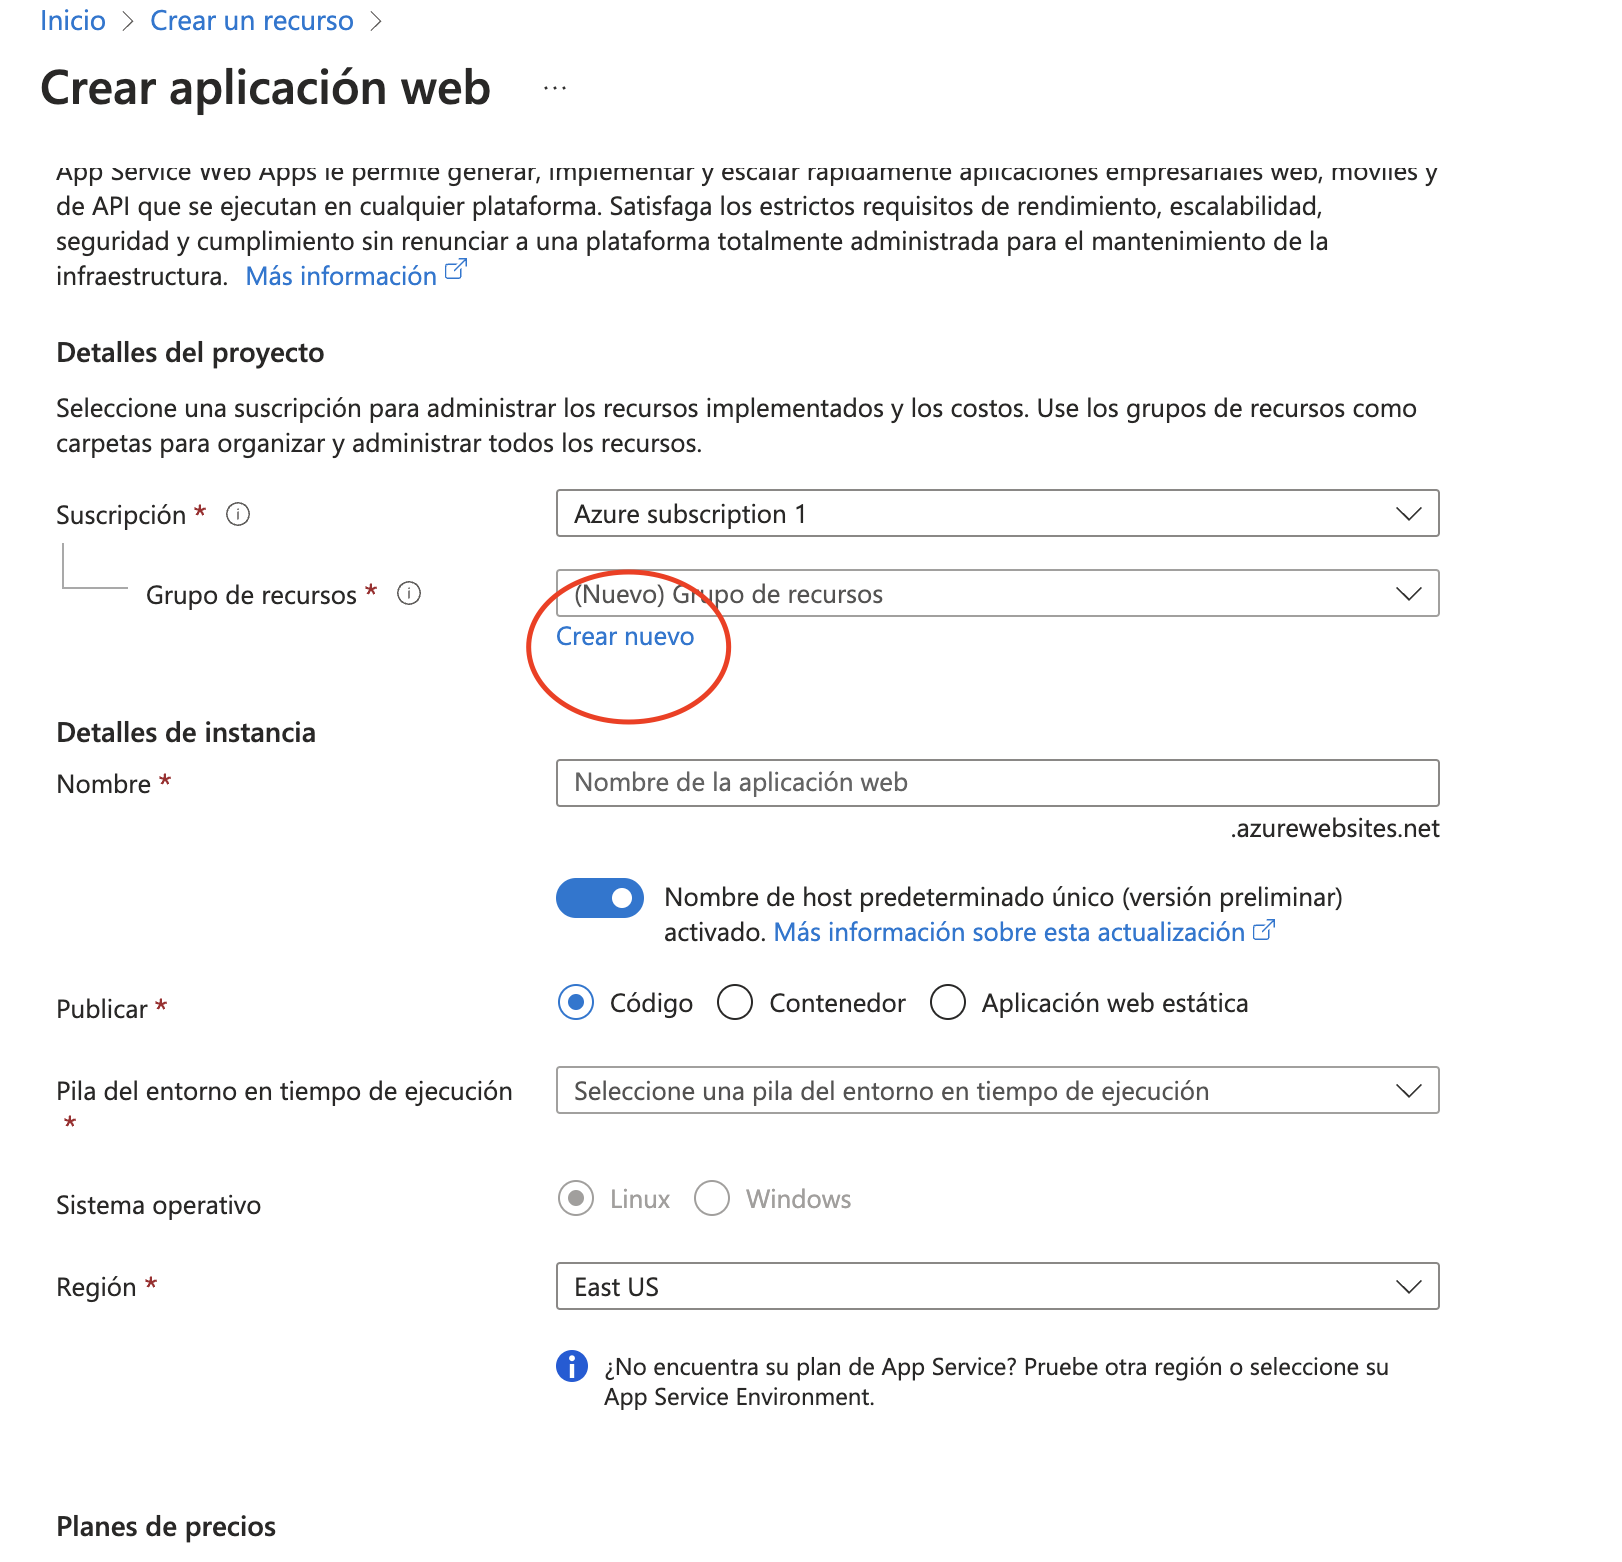 Inicio > Crear un recurso >
Crear aplicación web ...
App Service Web Apps le permite generar, implementar y escalar rápidamente aplicaciones empresariales web, móviles y
de API que se ejecutan en cualquier plataforma. Satisfaga los estrictos requisitos de rendimiento, escalabilidad,
seguridad y cumplimiento sin renunciar a una plataforma totalmente administrada para el mantenimiento de la
infraestructura. Más información
Detalles del proyecto
Seleccione una suscripción para administrar los recursos implementados y los costos. Use los grupos de recursos como
carpetas para organizar y administrar todos los recursos.
Suscripción * Azure subscription 1
Grupo de recursos * (Nuevo) Grupo de recursos
Crear nuevo
Detalles de instancia
Nombre * Nombre de la aplicación web
.azurewebsites.net
Nombre de host predeterminado único (versión preliminar)
activado. Más información sobre esta actualización
Publicar * Código Contenedor Aplicación web estática
Pila del entorno en tiempo de ejecución Seleccione una pila del entorno en tiempo de ejecución
*
Sistema operativo Linux Windows
Región * East US
¿No encuentra su plan de App Service? Pruebe otra región o seleccione su
App Service Environment.
Planes de precios